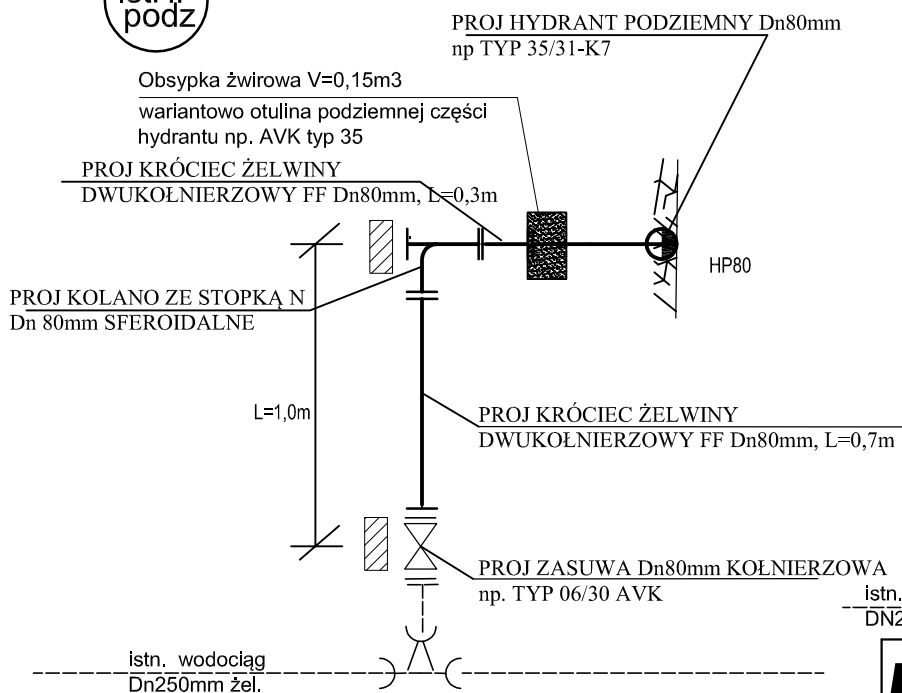 podz
PROJ HYDRANT PODZIEMNY Dn80mm
np TYP 35/31-K7
Obsypka żwirowa V=0,15m3
wariantowo otulina podziemnej części
hydrantu np. AVK typ 35
PROJ KRÓCIEC ŻELWINY
DWUKOŁNIERZOWY FF Dn80mm, L=0,3m
HP80
PROJ KOLANO ZE STOPKĄ N
Dn 80mm SFEROIDALNE
L=1,0m
PROJ KRÓCIEC ŻELWINY
DWUKOŁNIERZOWY FF Dn80mm, L=0,7m
PROJ ZASUWA Dn80mm KOŁNIERZOWA
np. TYP 06/30 AVK
istn.
DN2
istn. wodociąg
Dn250mm żel.